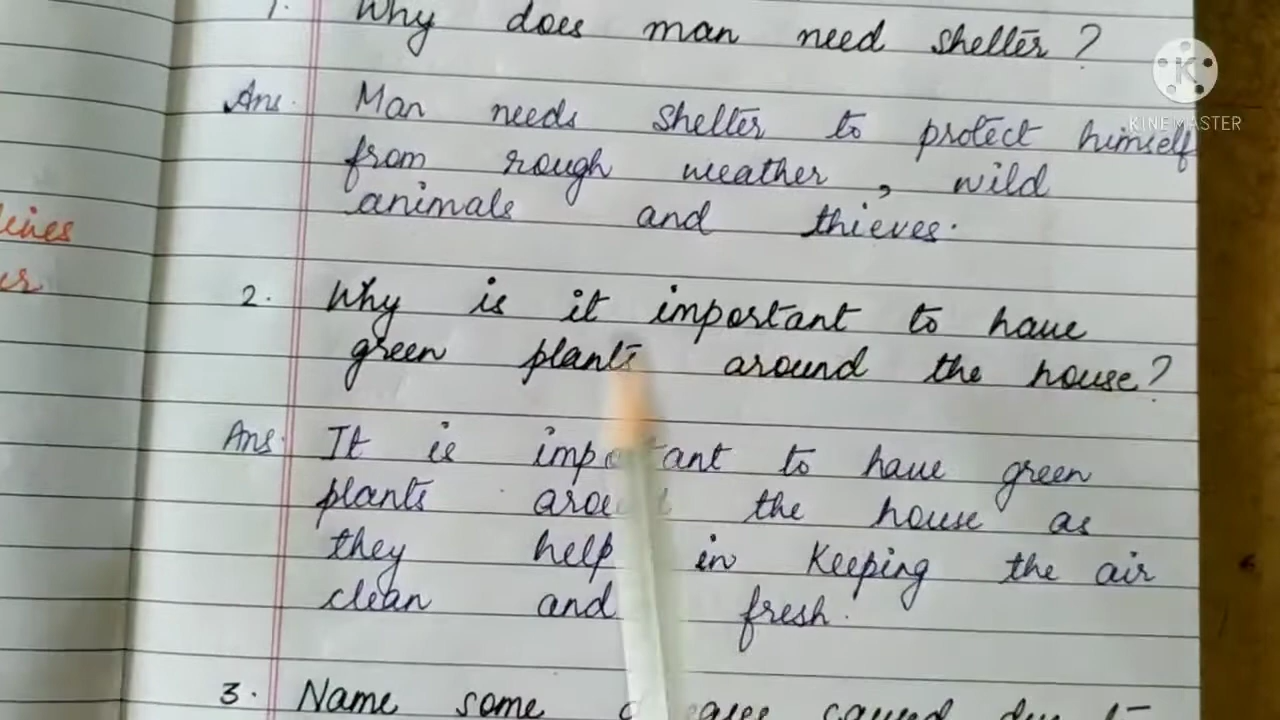 1. Why does man need shelter?
Ans. Man needs shelter to protect himself
from rough weather, wild
animals and thieves.
2. Why is it important to have
green plants around the house?
Ans. It is important to have green
plants around the house as
they help in keeping the air
clean and fresh.
3. Name some caused
KINEMASTER